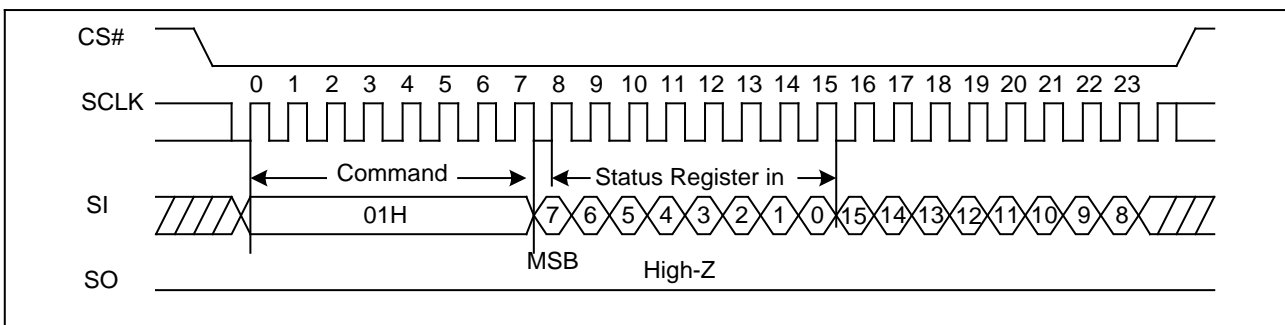 CS#
0 1 2 3 4 5 6 7 8 9 10 11 12 13 14 15 16 17 18 19 20 21 22 23
SCLK
Command Status Register in
SI 01H 7 6 5 4 3 2 1 0 15 14 13 12 11 10 9 8
MSB High-Z
SO